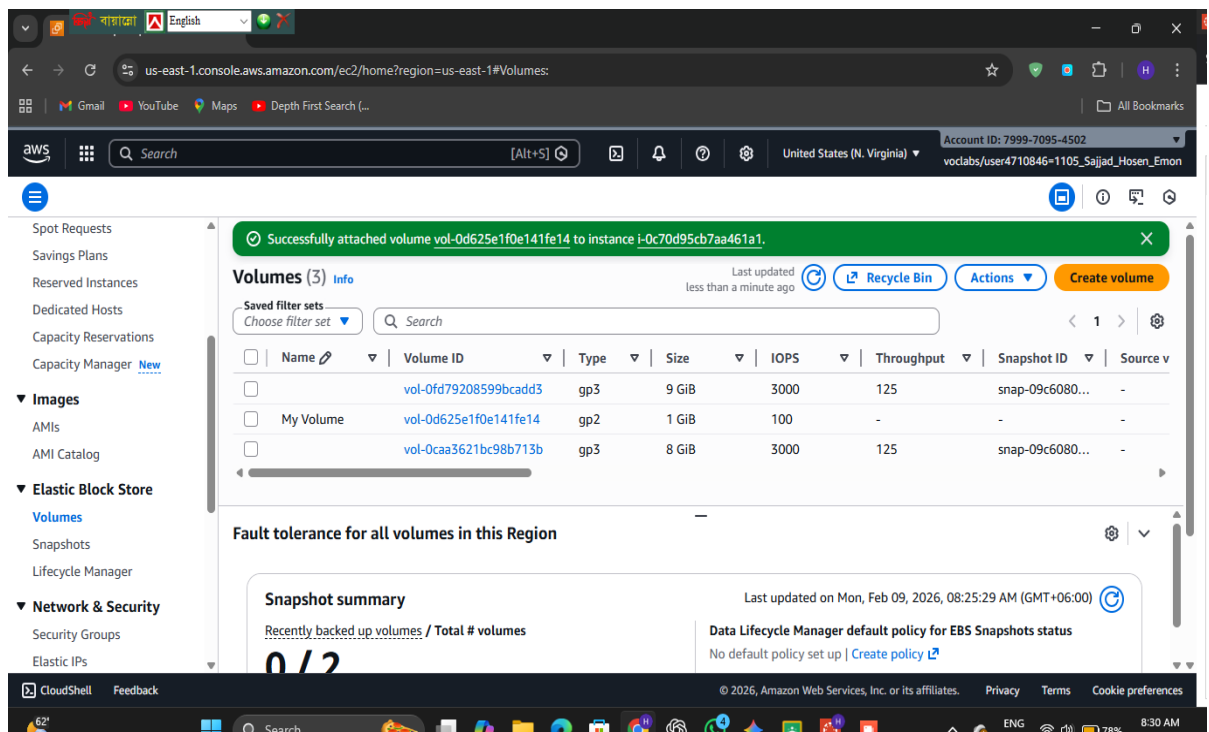 বায়ান্নো English
us-east-1.console.aws.amazon.com/ec2/home?region=us-east-1#Volumes:
H
Gmail YouTube Maps Depth First Search (... All Bookmarks
aws Search [Alt+S] United States (N. Virginia) ▼ Account ID: 7999-7095-4502 ▼
voclabs/user4710846=1105_Sajjad_Hosen_Emon
Spot Requests
Savings Plans
Reserved Instances
Dedicated Hosts
Capacity Reservations
Capacity Manager New
Images
AMIs
AMI Catalog
Elastic Block Store
Volumes
Snapshots
Lifecycle Manager
Network & Security
Security Groups
Elastic IPs
Successfully attached volume vol-0d625e1f0e141fe14 to instance i-0c70d95cb7aa461a1.
Volumes (3) Info
Last updated
less than a minute ago
Recycle Bin Actions ▼ Create volume
Saved filter sets
Choose filter set Search 1
Name Volume ID Type Size IOPS Throughput Snapshot ID Source v
vol-0fd79208599bcadd3 gp3 9 GiB 3000 125 snap-09c6080... -
My Volume vol-0d625e1f0e141fe14 gp2 1 GiB 100 - - -
vol-0caa3621bc98b713b gp3 8 GiB 3000 125 snap-09c6080... -
Fault tolerance for all volumes in this Region
Snapshot summary
Last updated on Mon, Feb 09, 2026, 08:25:29 AM (GMT+06:00)
Recently backed up volumes / Total # volumes
0 / 2
Data Lifecycle Manager default policy for EBS Snapshots status
No default policy set up | Create policy
CloudShell Feedback © 2026, Amazon Web Services, Inc. or its affiliates. Privacy Terms Cookie preferences
62° Search H 4 H ENG 78% 8:30 AM